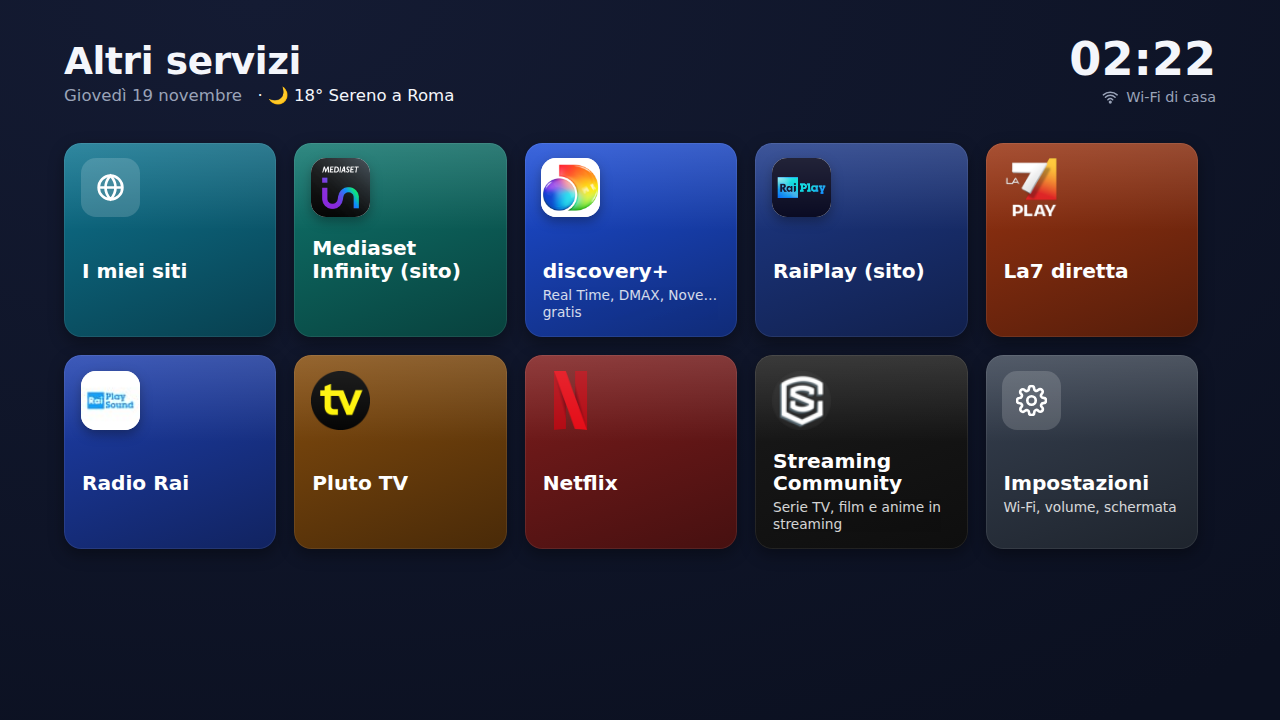 Altri servizi
Giovedì 19 novembre · 🌙 18° Sereno a Roma
02:22
Wi-Fi di casa
I miei siti
MEDIASET
in
Mediaset
Infinity (sito)
discovery+
Real Time, DMAX, Nove…
gratis
Rai Play
RaiPlay (sito)
LA 7
PLAY
La7 diretta
Rai Play
Sound
Radio Rai
tv
Pluto TV
N
Netflix
S
Streaming
Community
Serie TV, film e anime in
streaming
Impostazioni
Wi-Fi, volume, schermata